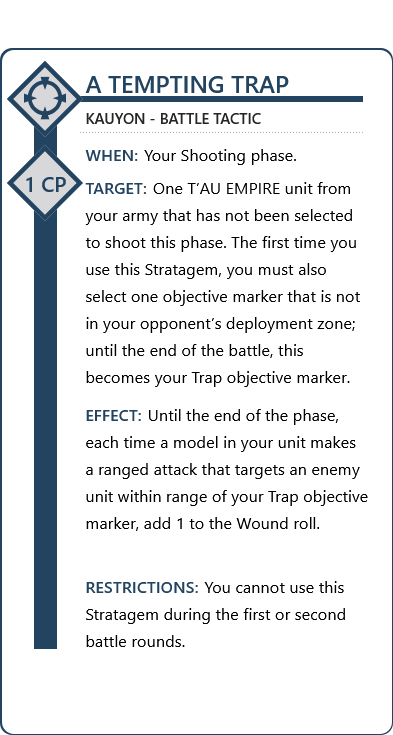 A TEMPTING TRAP
KAUYON - BATTLE TACTIC
WHEN: Your Shooting phase.
1 CP
TARGET: One T’AU EMPIRE unit from
your army that has not been selected
to shoot this phase. The first time you
use this Stratagem, you must also
select one objective marker that is not
in your opponent’s deployment zone;
until the end of the battle, this
becomes your Trap objective marker.
EFFECT: Until the end of the phase,
each time a model in your unit makes
a ranged attack that targets an enemy
unit within range of your Trap objective
marker, add 1 to the Wound roll.
RESTRICTIONS: You cannot use this
Stratagem during the first or second
battle rounds.